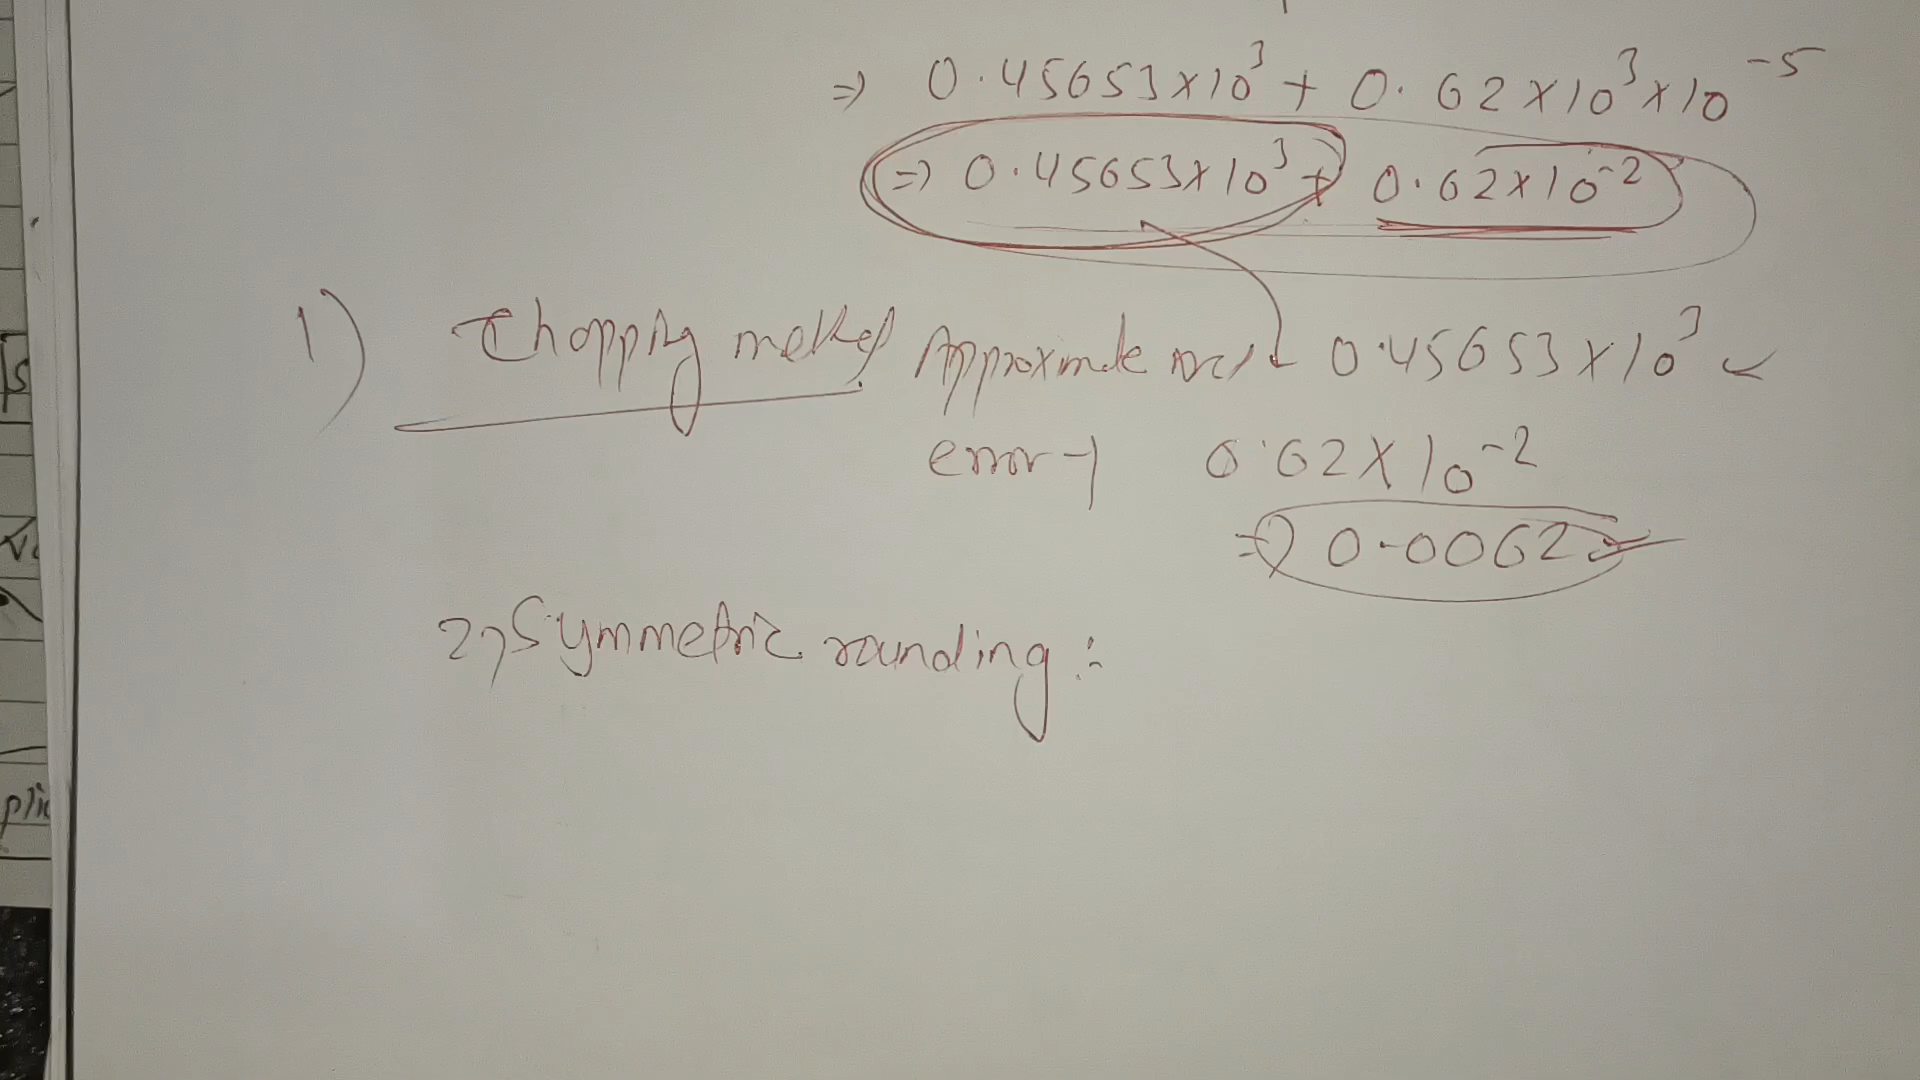 ⇒ 0.45653×10³ + 0.62×10³×10⁻⁵
⇒ 0.45653×10³ + 0.62×10⁻²
1) Chopping method Approximate 0.45653×10³
error → 0.62×10⁻²
⇒ 0.0062
2) Symmetric rounding :-
plic